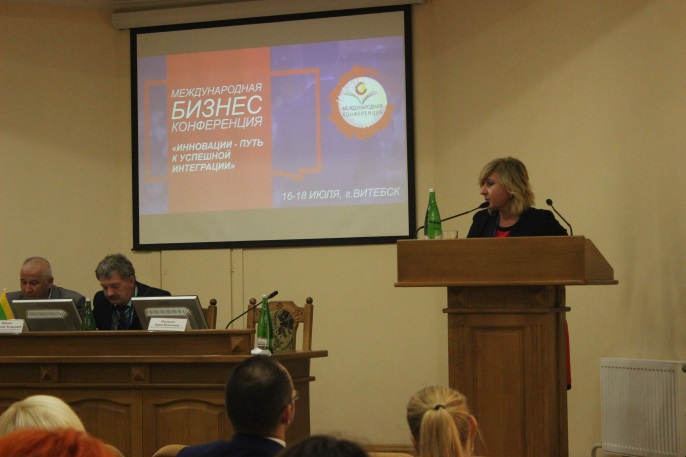 МЕЖДУНАРОДНАЯ
БИЗНЕС
КОНФЕРЕНЦИЯ
«ИННОВАЦИИ - ПУТЬ
К УСПЕШНОЙ
ИНТЕГРАЦИИ»
МЕЖДУНАРОДНАЯ
КОНФЕРЕНЦИЯ
16-18 ИЮЛЯ, г.ВИТЕБСК